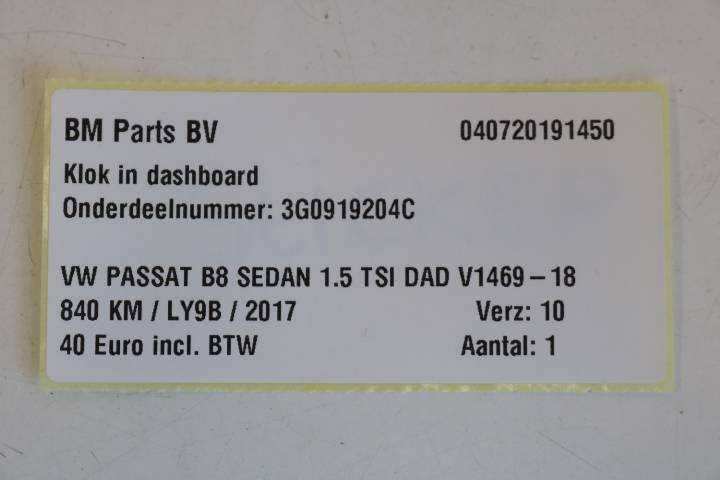 BM Parts BV 040720191450
Klok in dashboard
Onderdeelnummer: 3G0919204C
VW PASSAT B8 SEDAN 1.5 TSI DAD V1469 – 18
840 KM / LY9B / 2017 Verz: 10
40 Euro incl. BTW Aantal: 1